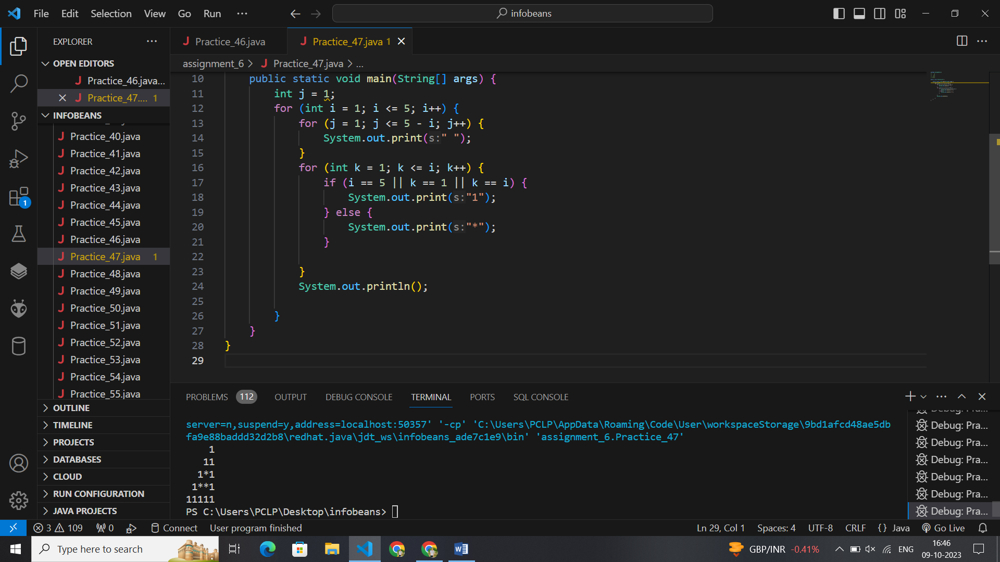 File Edit Selection View Go Run ··· infobeans
EXPLORER ···
Practice_46.java
Practice_47.java 1
OPEN EDITORS
Practice_46.java...
Practice_47.... 1
INFOBEANS
Practice_40.java
Practice_41.java
Practice_42.java
Practice_43.java
Practice_44.java
Practice_45.java
Practice_46.java
Practice_47.java 1
Practice_48.java
Practice_49.java
Practice_50.java
Practice_51.java
Practice_52.java
Practice_53.java
Practice_54.java
Practice_55.java
OUTLINE
TIMELINE
PROJECTS
DATABASES
CLOUD
RUN CONFIGURATION
JAVA PROJECTS
1
assignment_6 > Practice_47.java > ...
10 public static void main(String[] args) {
11 int j = 1;
12 for (int i = 1; i <= 5; i++) {
13 for (j = 1; j <= 5 - i; j++) {
14 System.out.print(s:" ");
15 }
16 for (int k = 1; k <= i; k++) {
17 if (i == 5 || k == 1 || k == i) {
18 System.out.print(s:"1");
19 } else {
20 System.out.print(s:"*");
21 }
22
23 }
24 System.out.println();
25
26 }
27 }
28 }
29
PROBLEMS 112 OUTPUT DEBUG CONSOLE TERMINAL PORTS SQL CONSOLE
server=n,suspend=y,address=localhost:50357' '-cp' 'C:\Users\PCLP\AppData\Roaming\Code\User\workspaceStorage\9bd1afcd48ae5db
fa9e88baddd32d2b8\redhat.java\jdt_ws\infobeans_ade7c1e9\bin' 'assignment_6.Practice_47'
1
11
1*1
1**1
11111
PS C:\Users\PCLP\Desktop\infobeans>
Debug: Pra...
Debug: Pra...
Debug: Pra...
Debug: Pra...
Debug: Pra...
Debug: Pra...
3 109 0 Connect User program finished Ln 29, Col 1 Spaces: 4 UTF-8 CRLF {} Java Go Live
Type here to search
GBP/INR -0.41% ENG
16:46
09-10-2023